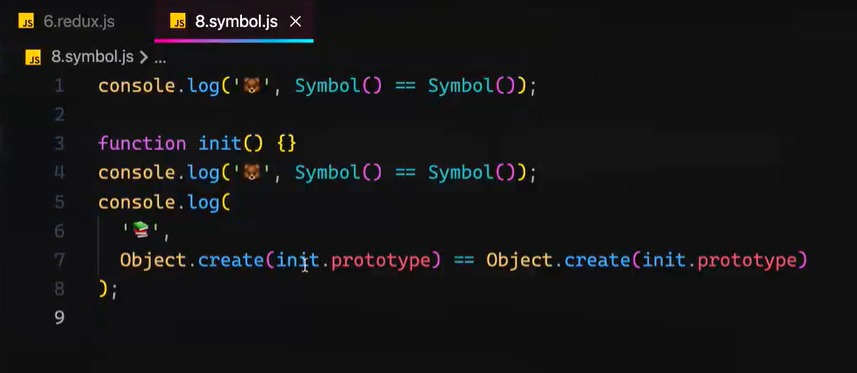 JS 6.redux.js JS 8.symbol.js ×
JS 8.symbol.js > ...
1 console.log('🐻', Symbol() == Symbol());
2
3 function init() {}
4 console.log('🐻', Symbol() == Symbol());
5 console.log(
6 '📚',
7 Object.create(init.prototype) == Object.create(init.prototype)
8 );
9